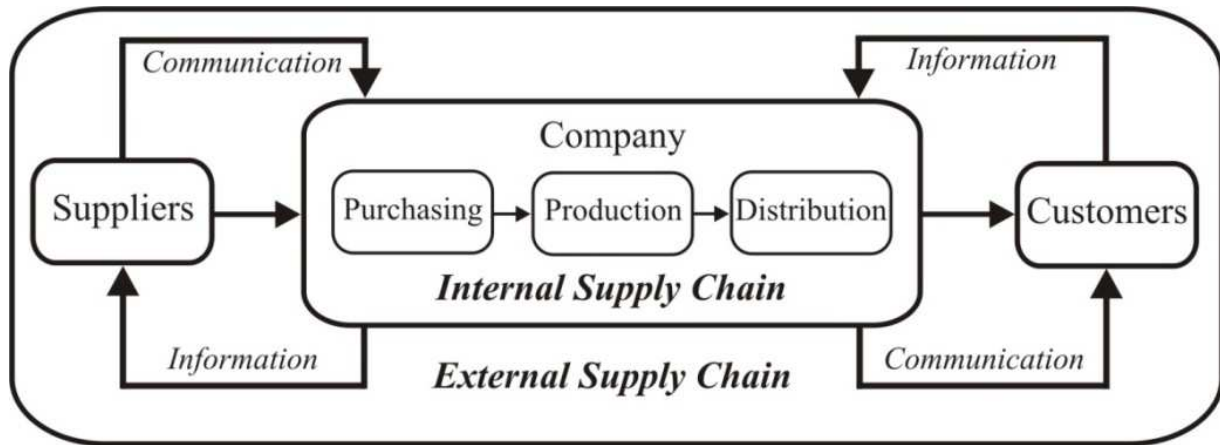 Communication
Information
Company
Suppliers
Purchasing
Production
Distribution
Customers
Internal Supply Chain
Information
External Supply Chain
Communication